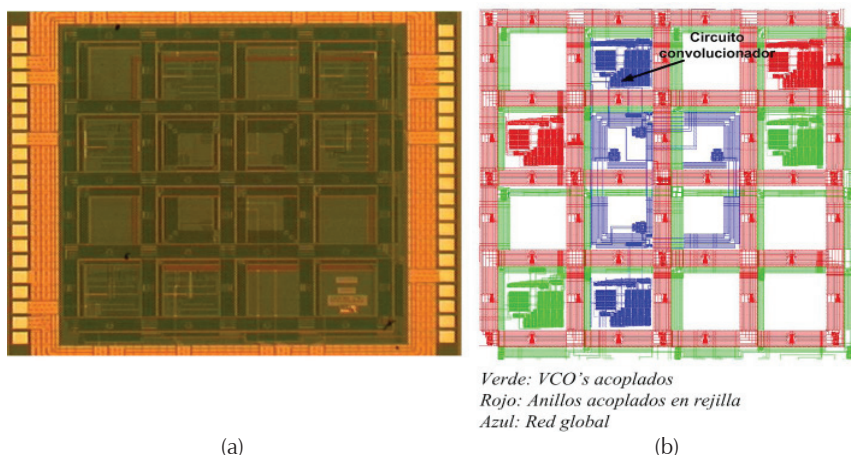 Circuito
convolucionador
Verde: VCO's acoplados
Rojo: Anillos acoplados en rejilla
Azul: Red global
(a)
(b)